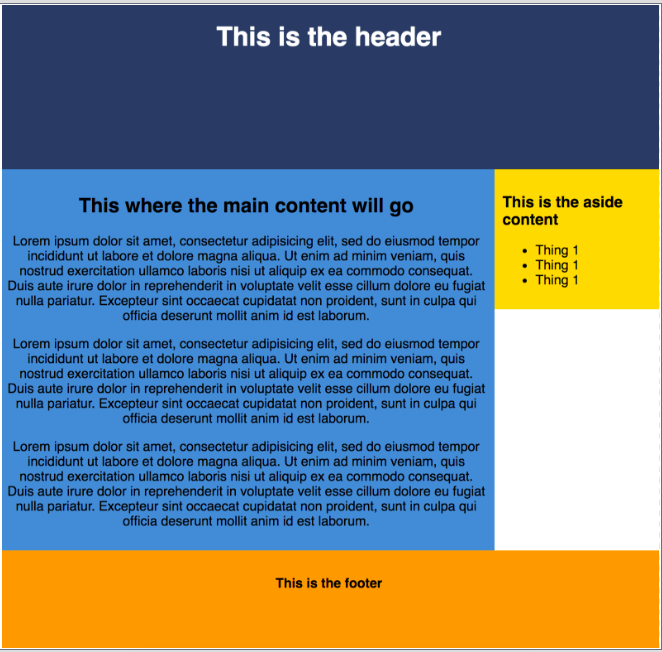 This is the header
This where the main content will go
Lorem ipsum dolor sit amet, consectetur adipisicing elit, sed do eiusmod tempor
incididunt ut labore et dolore magna aliqua. Ut enim ad minim veniam, quis
nostrud exercitation ullamco laboris nisi ut aliquip ex ea commodo consequat.
Duis aute irure dolor in reprehenderit in voluptate velit esse cillum dolore eu fugiat
nulla pariatur. Excepteur sint occaecat cupidatat non proident, sunt in culpa qui
officia deserunt mollit anim id est laborum.
Lorem ipsum dolor sit amet, consectetur adipisicing elit, sed do eiusmod tempor
incididunt ut labore et dolore magna aliqua. Ut enim ad minim veniam, quis
nostrud exercitation ullamco laboris nisi ut aliquip ex ea commodo consequat.
Duis aute irure dolor in reprehenderit in voluptate velit esse cillum dolore eu fugiat
nulla pariatur. Excepteur sint occaecat cupidatat non proident, sunt in culpa qui
officia deserunt mollit anim id est laborum.
Lorem ipsum dolor sit amet, consectetur adipisicing elit, sed do eiusmod tempor
incididunt ut labore et dolore magna aliqua. Ut enim ad minim veniam, quis
nostrud exercitation ullamco laboris nisi ut aliquip ex ea commodo consequat.
Duis aute irure dolor in reprehenderit in voluptate velit esse cillum dolore eu fugiat
nulla pariatur. Excepteur sint occaecat cupidatat non proident, sunt in culpa qui
officia deserunt mollit anim id est laborum.
This is the aside
content
• Thing 1
• Thing 1
• Thing 1
This is the footer